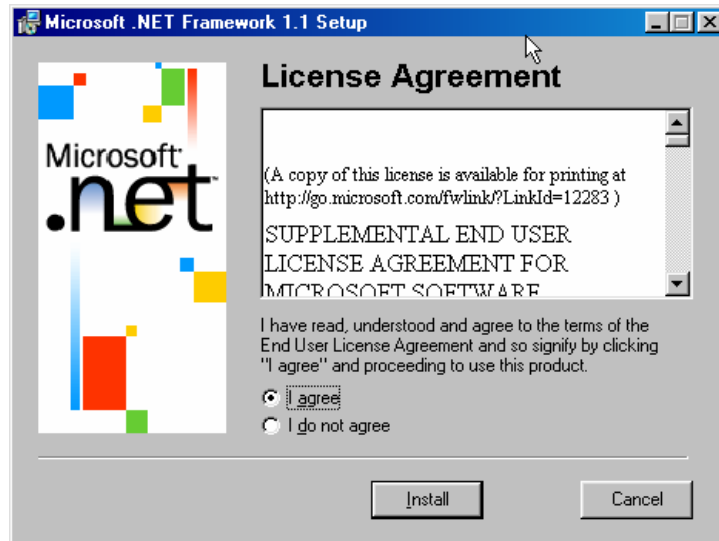 Microsoft .NET Framework 1.1 Setup
License Agreement
Microsoft
.net
(A copy of this license is available for printing at
http://go.microsoft.com/fwlink/?LinkId=12283 )
SUPPLEMENTAL END USER
LICENSE AGREEMENT FOR
MICROSOFT SOFTWARE
I have read, understood and agree to the terms of the
End User License Agreement and so signify by clicking
"I agree" and proceeding to use this product.
I agree
I do not agree
Install
Cancel